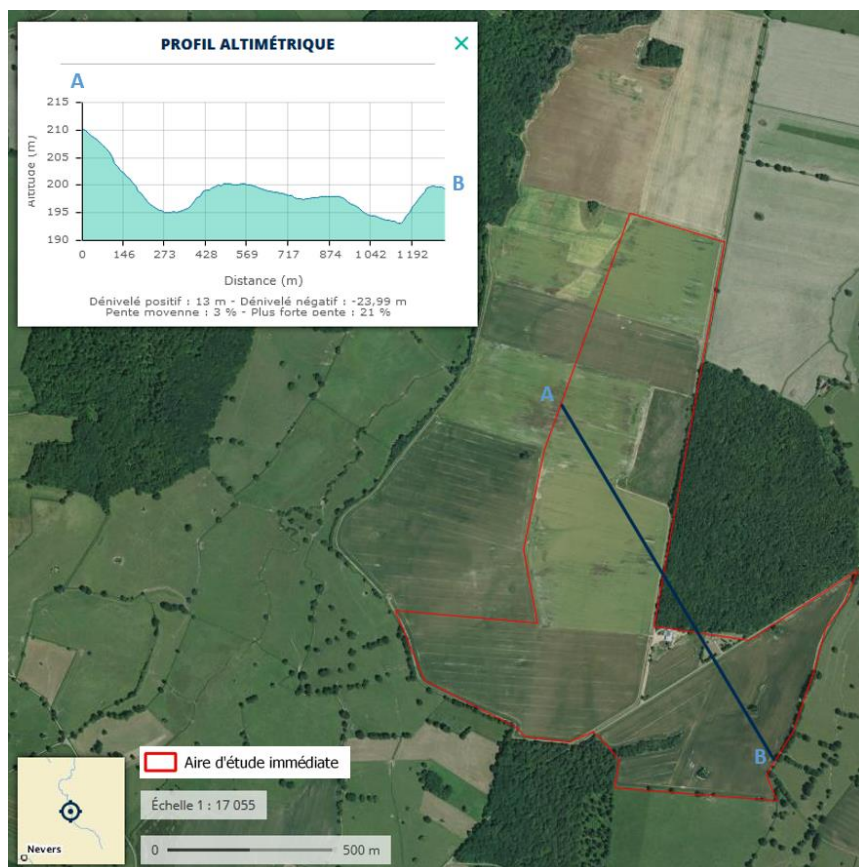 PROFIL ALTIMÉTRIQUE
A
215
210
205
200
195
190
Altitude (m)
B
0 146 273 428 569 717 874 1 042 1 192
Distance (m)
Dénivelé positif : 13 m - Dénivelé négatif : -23,99 m
Pente moyenne : 3 % - Plus forte pente : 21 %
A
B
Aire d'étude immédiate
Échelle 1 : 17 055
Nevers
0 500 m